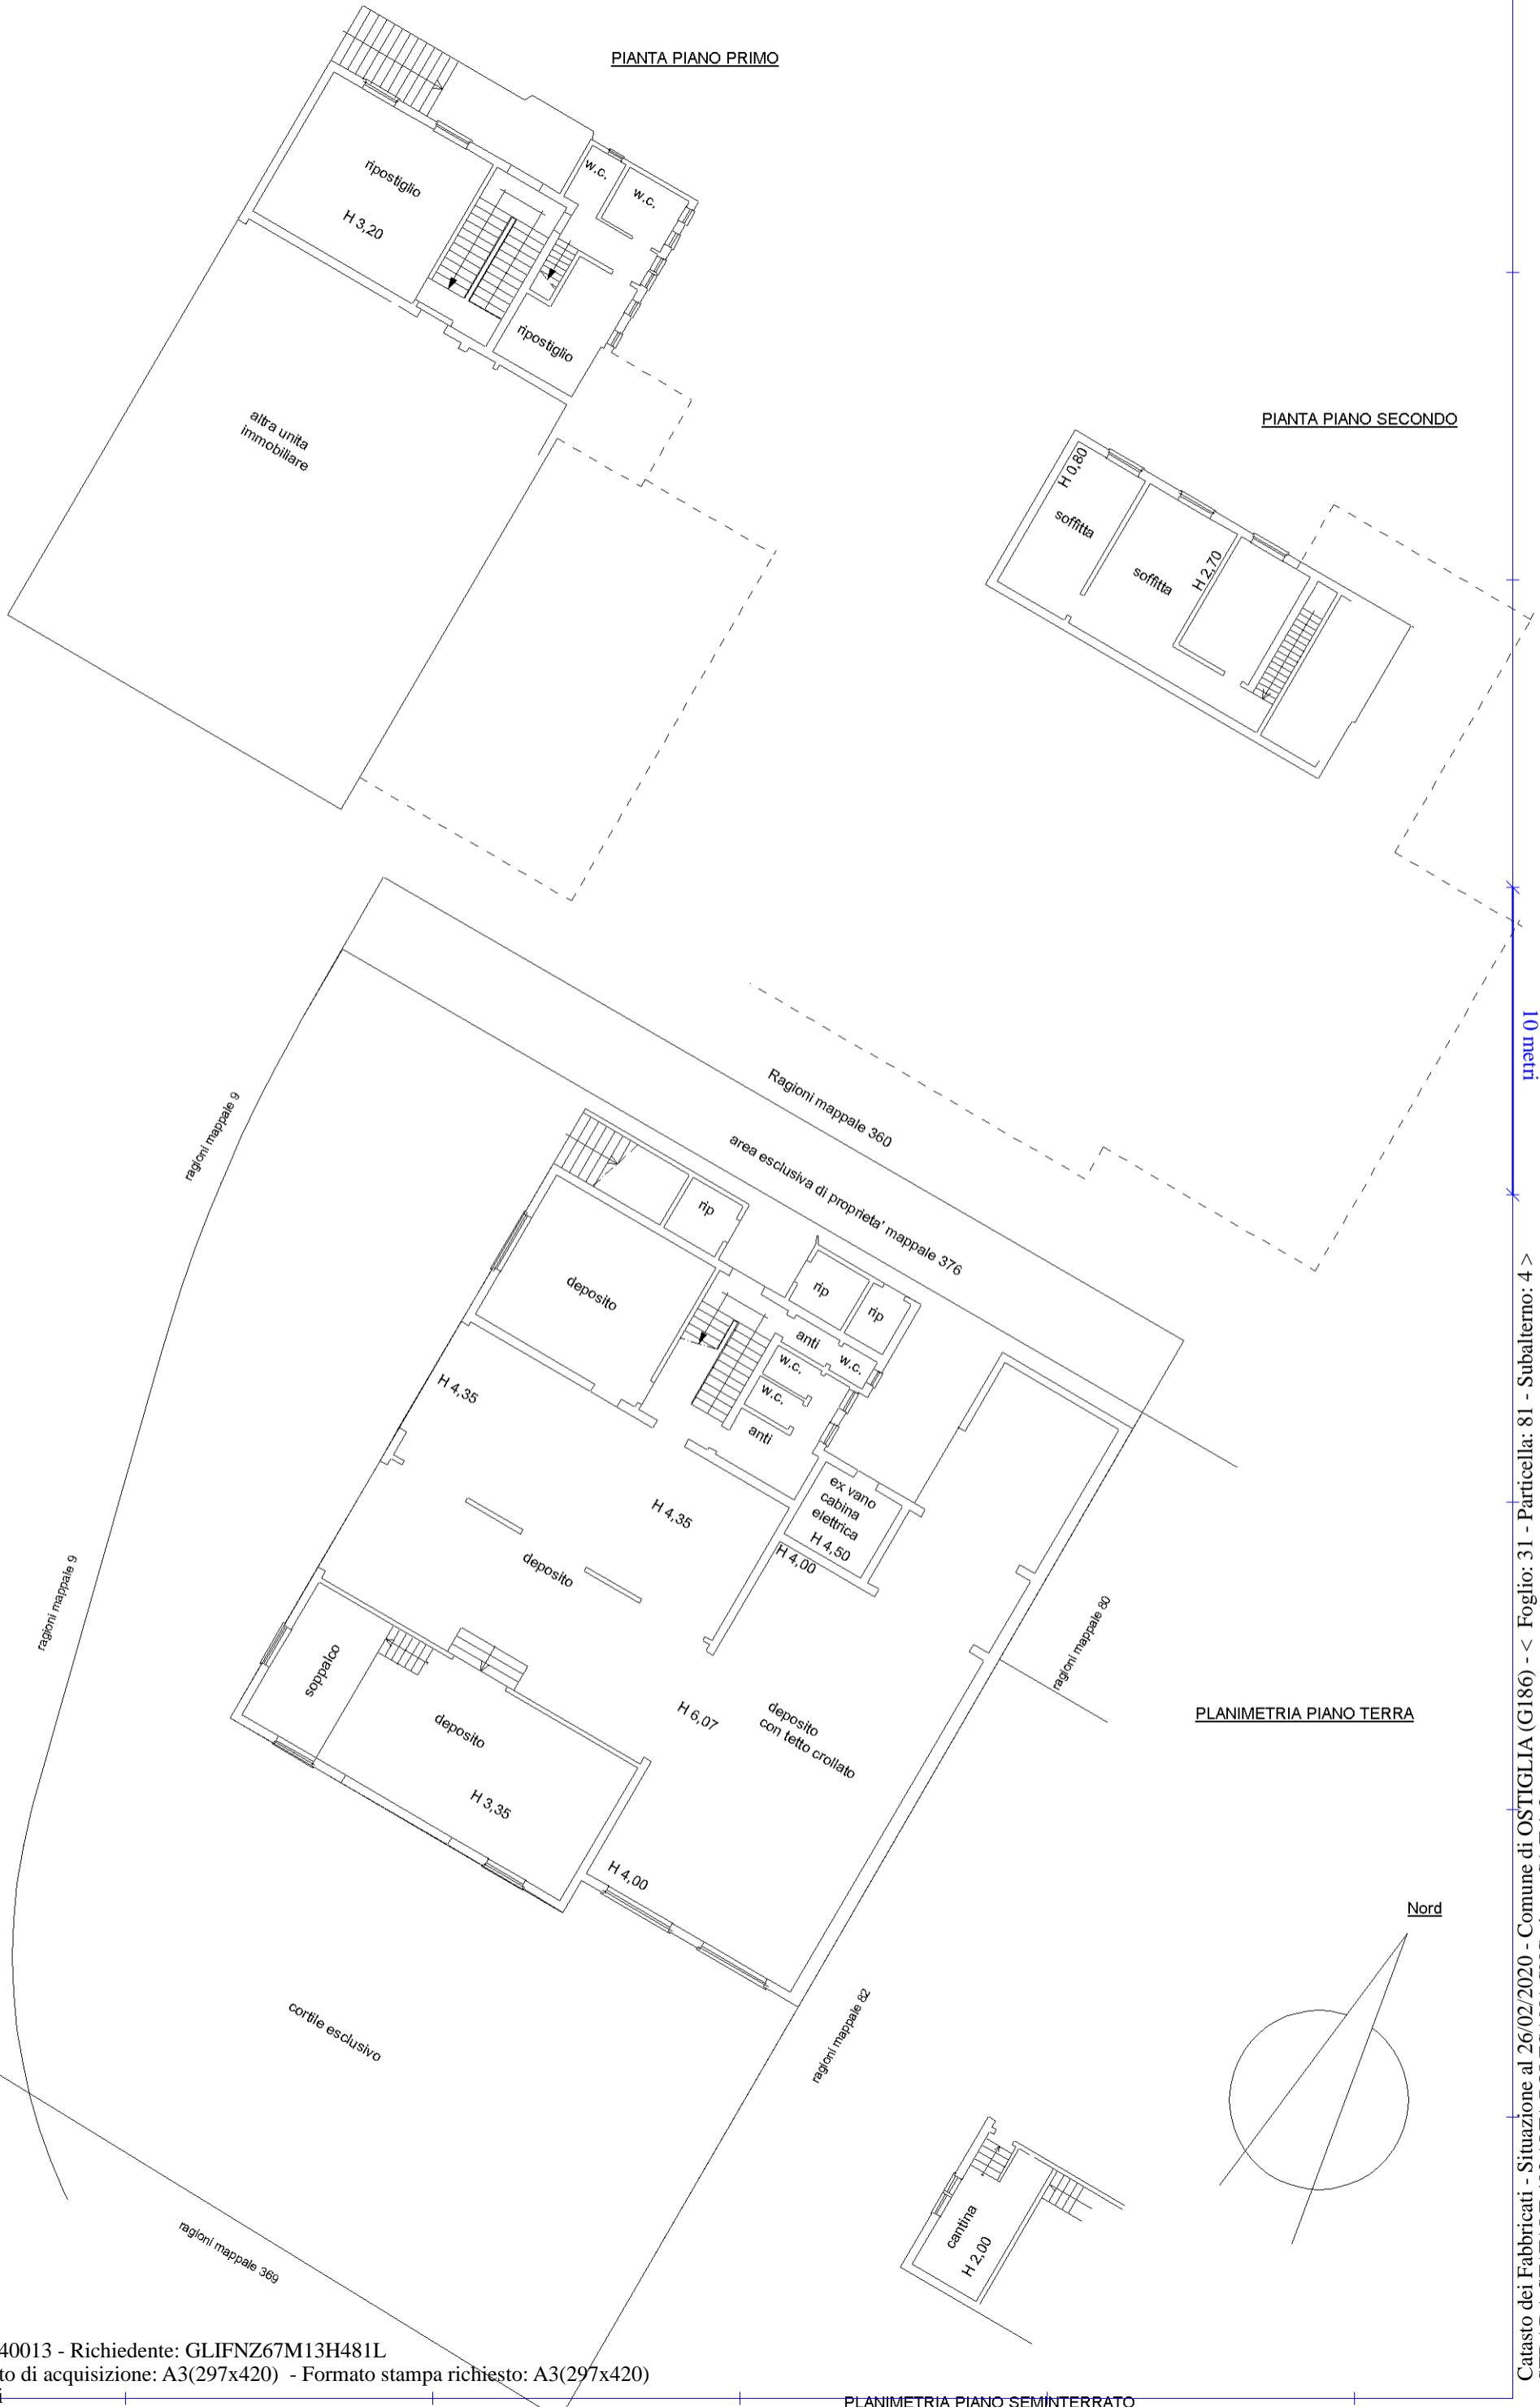 PIANTA PIANO PRIMO
ripostiglio
H 3,20
w.c.
w.c.
ripostiglio
altra unita
immobiliare
PIANTA PIANO SECONDO
H 0,80
soffitta
soffitta
H 2,70
10 metri
Ragioni mappale 360
area esclusiva di proprieta' mappale 376
ragioni mappale 9
rip
deposito
rip
rip
anti
w.c.
w.c.
w.c.
anti
H 4,35
ex vano
cabina
elettrica
H 4,50
H 4,35
H 4,00
deposito
ragioni mappale 9
ragioni mappale 80
soppalco
deposito
H 6,07
deposito
con tetto crollato
H 3,35
H 4,00
PLANIMETRIA PIANO TERRA
Nord
cortile esclusivo
ragioni mappale 82
cantina
H 2,00
ragioni mappale 369
PLANIMETRIA PIANO SEMINTERRATO
40013 - Richiedente: GLIFNZ67M13H481L
to di acquisizione: A3(297x420) - Formato stampa richiesto: A3(297x420)
Catasto dei Fabbricati - Situazione al 26/02/2020 - Comune di OSTIGLIA (G186) - < Foglio: 31 - Particella: 81 - Subalterno: 4 >